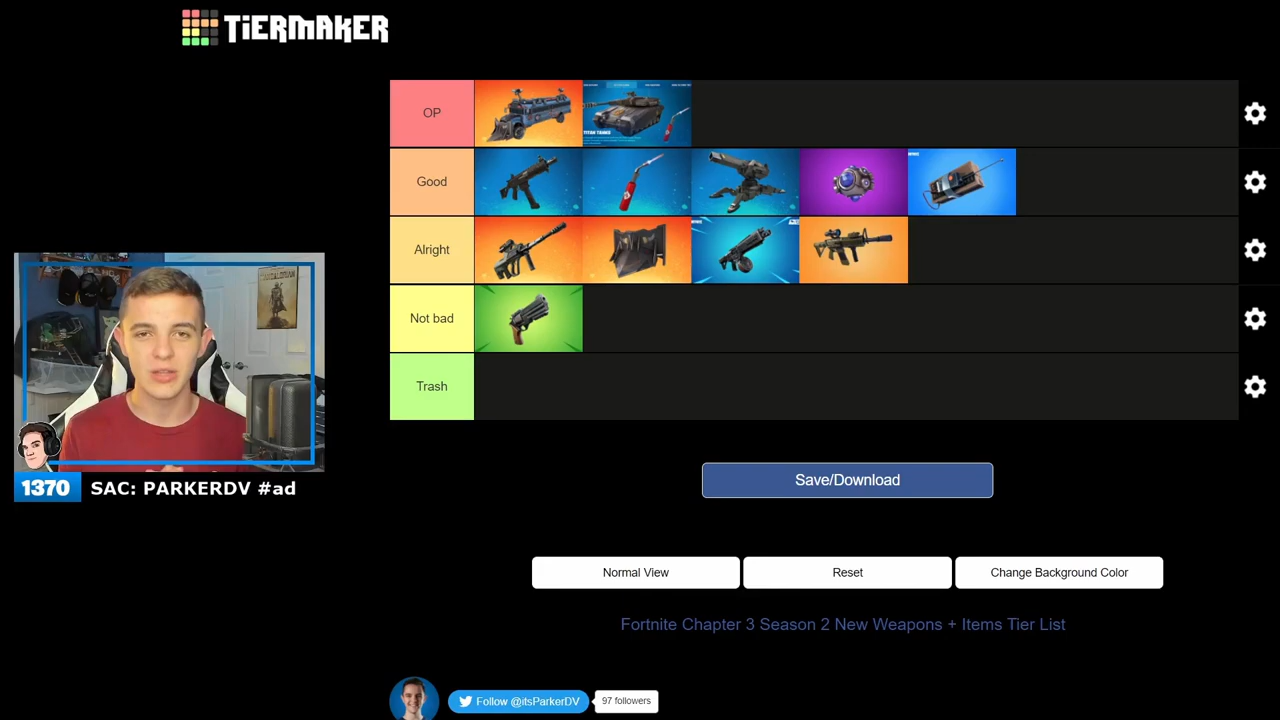 TiERMAKER
OP
TITAN TANKS
Good
Alright
Not bad
Trash
1370 SAC: PARKERDV #ad
Save/Download
Normal View
Reset
Change Background Color
Fortnite Chapter 3 Season 2 New Weapons + Items Tier List
Follow @itsParkerDV
97 followers